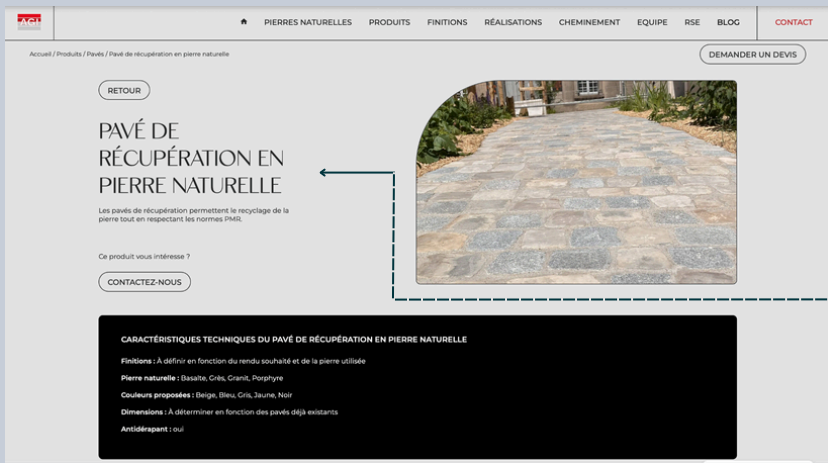 AGI
PIERRES NATURELLES PRODUITS FINITIONS RÉALISATIONS CHEMINEMENT EQUIPE RSE BLOG CONTACT
Accueil / Produits / Pavés / Pavé de récupération en pierre naturelle
DEMANDER UN DEVIS
RETOUR
PAVÉ DE
RÉCUPÉRATION EN
PIERRE NATURELLE
Les pavés de récupération permettent le recyclage de la
pierre tout en respectant les normes PMR.
Ce produit vous intéresse ?
CONTACTEZ-NOUS
CARACTÉRISTIQUES TECHNIQUES DU PAVÉ DE RÉCUPÉRATION EN PIERRE NATURELLE
Finitions : À définir en fonction du rendu souhaité et de la pierre utilisée
Pierre naturelle : Basalte, Grès, Granit, Porphyre
Couleurs proposées : Beige, Bleu, Gris, Jaune, Noir
Dimensions : À déterminer en fonction des pavés déjà existants
Antidérapant : oui